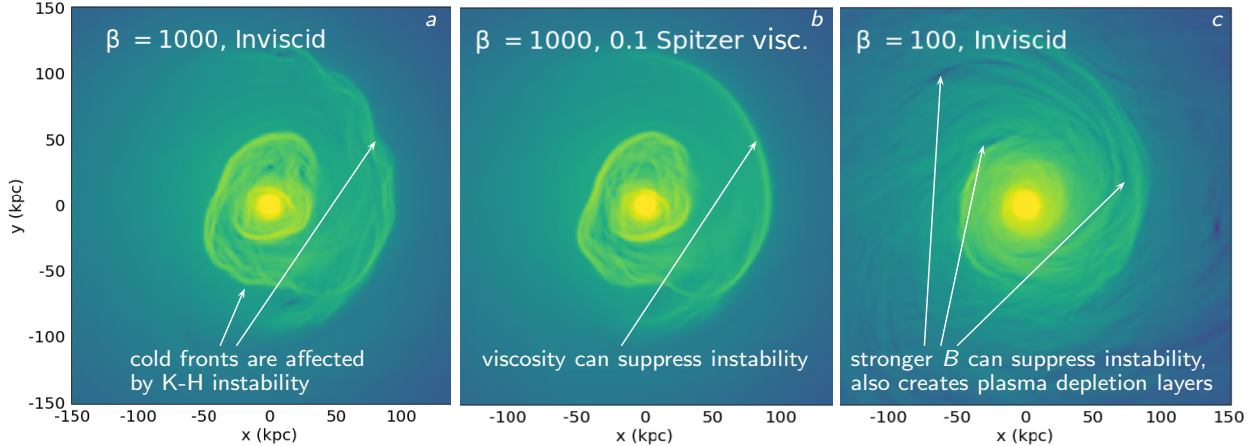 a
β = 1000, Inviscid
cold fronts are affected
by K-H instability
b
β = 1000, 0.1 Spitzer visc.
viscosity can suppress instability
c
β = 100, Inviscid
stronger B can suppress instability,
also creates plasma depletion layers
150
100
50
0
-50
-100
-150
y (kpc)
-150 -100 -50 0 50 100
x (kpc)
-100 -50 0 50 100
x (kpc)
-100 -50 0 50 100 150
x (kpc)